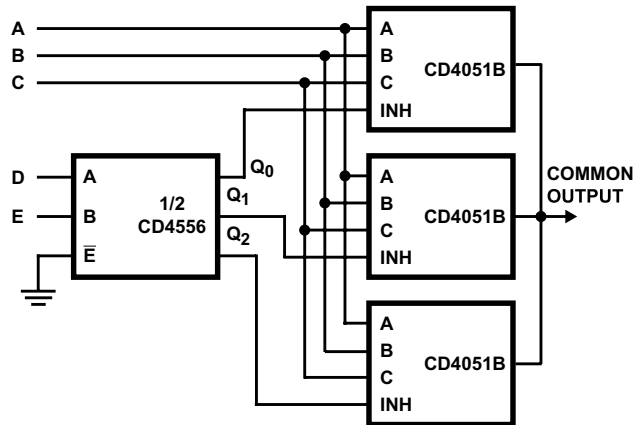 A
B
C
A
B
C
INH
CD4051B
D
E
A
B
E̅
1/2
CD4556
Q0
Q1
Q2
A
B
C
INH
CD4051B
COMMON
OUTPUT
A
B
C
INH
CD4051B